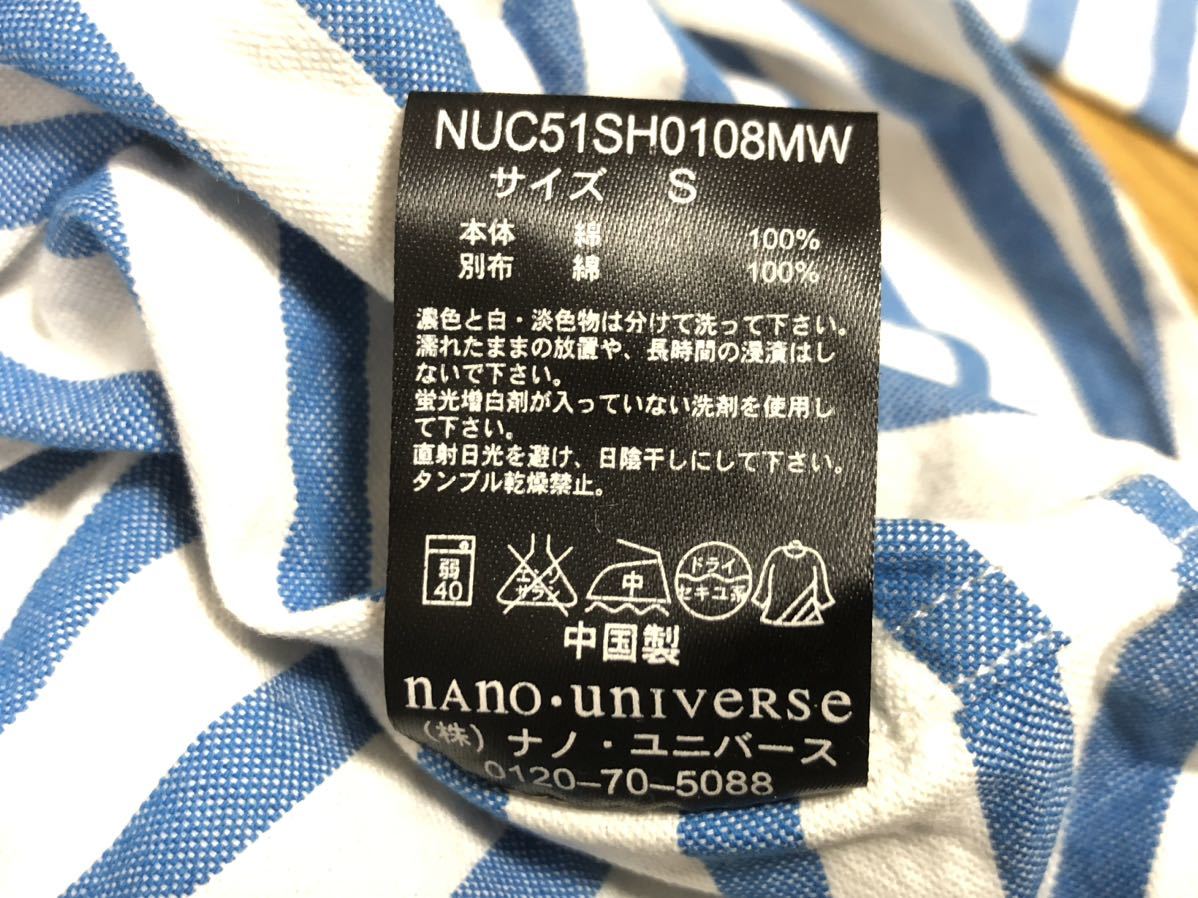 NUC51SH0108MW
サイズ S
本体 綿 100%
別布 綿 100%
濃色と白・淡色物は分けて洗って下さい。
濡れたままの放置や、長時間の浸漬はし
ないで下さい。
蛍光増白剤が入っていない洗剤を使用し
て下さい。
直射日光を避け、日陰干しにして下さい。
タンブル乾燥禁止。
弱 40 エンソ サラシ 中 ドライ セキユ系
中国製
nano・universe
(株)ナノ・ユニバース
0120–70–5088